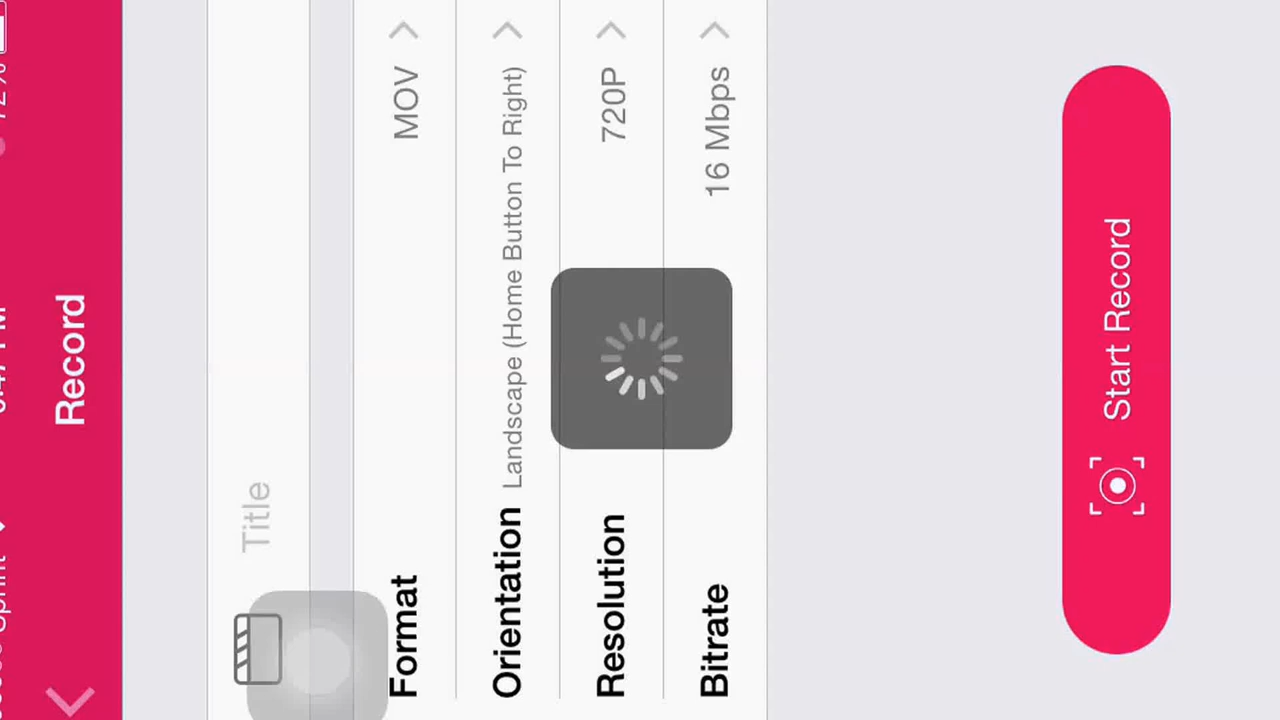 Record
Title
Format MOV
Orientation Landscape (Home Button To Right)
Resolution 720P
Bitrate 16 Mbps
Start Record